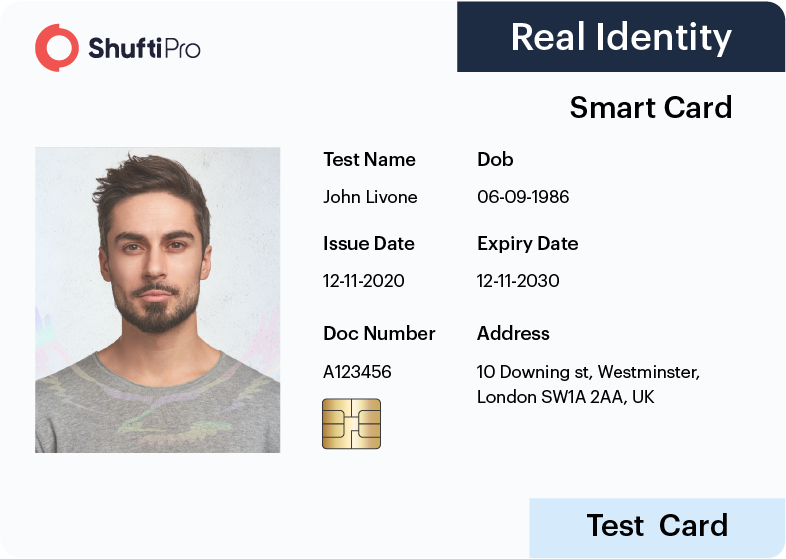 ShuftiPro
Real Identity
Smart Card
Test Name
Dob
John Livone
06-09-1986
Issue Date
Expiry Date
12-11-2020
12-11-2030
Doc Number
Address
A123456
10 Downing st, Westminster,
London SW1A 2AA, UK
Test Card